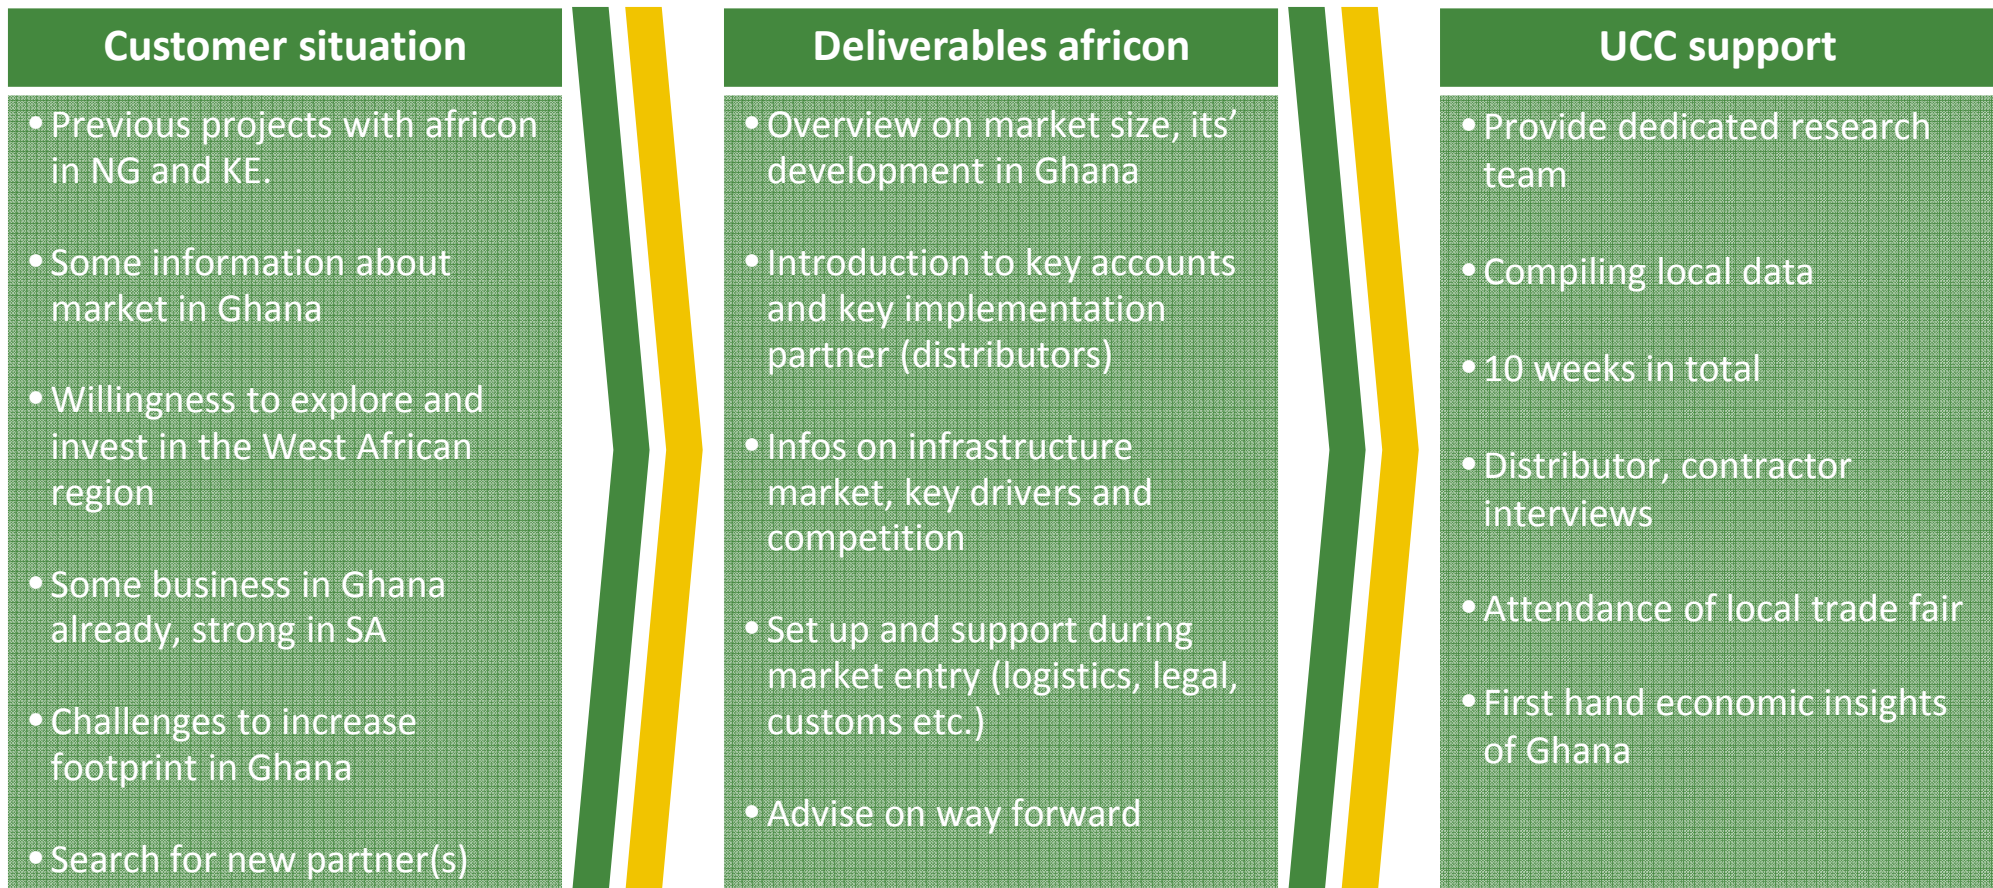 Customer situation
• Previous projects with africon
in NG and KE.
• Some information about
market in Ghana
• Willingness to explore and
invest in the West African
region
• Some business in Ghana
already, strong in SA
• Challenges to increase
footprint in Ghana
• Search for new partner(s)
Deliverables africon
• Overview on market size, its’
development in Ghana
• Introduction to key accounts
and key implementation
partner (distributors)
• Infos on infrastructure
market, key drivers and
competition
• Set up and support during
market entry (logistics, legal,
customs etc.)
• Advise on way forward
UCC support
• Provide dedicated research
team
• Compiling local data
• 10 weeks in total
• Distributor, contractor
interviews
• Attendance of local trade fair
• First hand economic insights
of Ghana